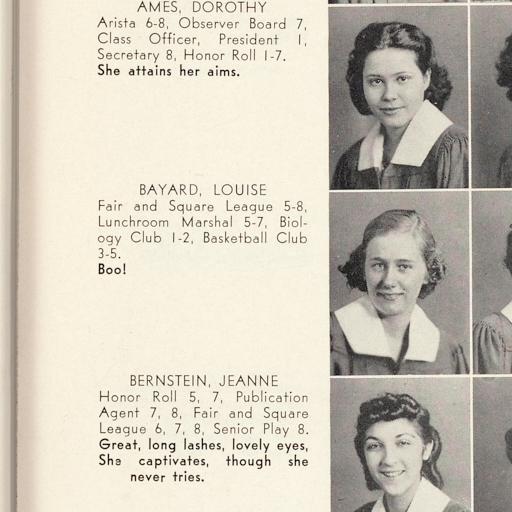 AMES, DOROTHY
Arista 6-8, Observer Board 7,
Class Officer, President 1,
Secretary 8, Honor Roll 1-7.
She attains her aims.
BAYARD, LOUISE
Fair and Square League 5-8,
Lunchroom Marshal 5-7, Biol-
ogy Club 1-2, Basketball Club
3-5.
Boo!
BERNSTEIN, JEANNE
Honor Roll 5, 7, Publication
Agent 7, 8, Fair and Square
League 6, 7, 8, Senior Play 8.
Great, long lashes, lovely eyes,
She captivates, though she
never tries.